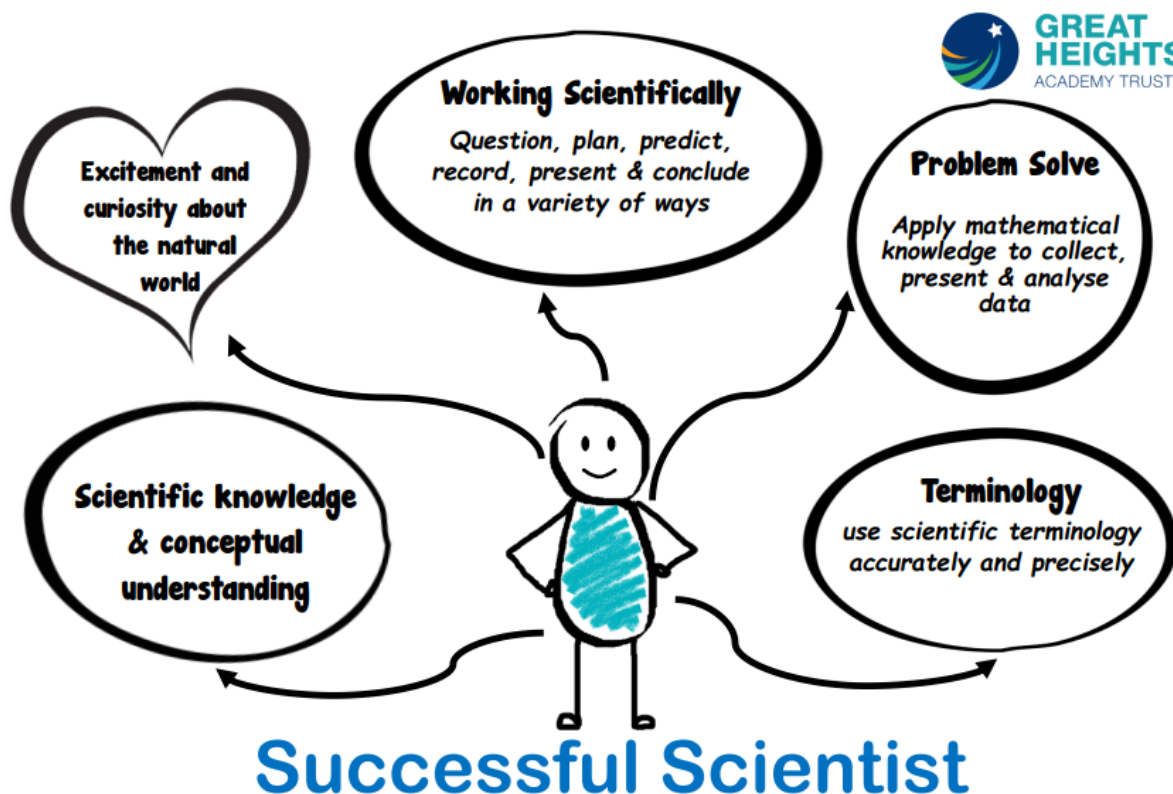 GREAT
HEIGHTS
ACADEMY TRUST
Working Scientifically
Question, plan, predict,
record, present & conclude
in a variety of ways
Excitement and
curiosity about
the natural
world
Problem Solve
Apply mathematical
knowledge to collect,
present & analyse
data
Scientific knowledge
& conceptual
understanding
Terminology
use scientific terminology
accurately and precisely
Successful Scientist